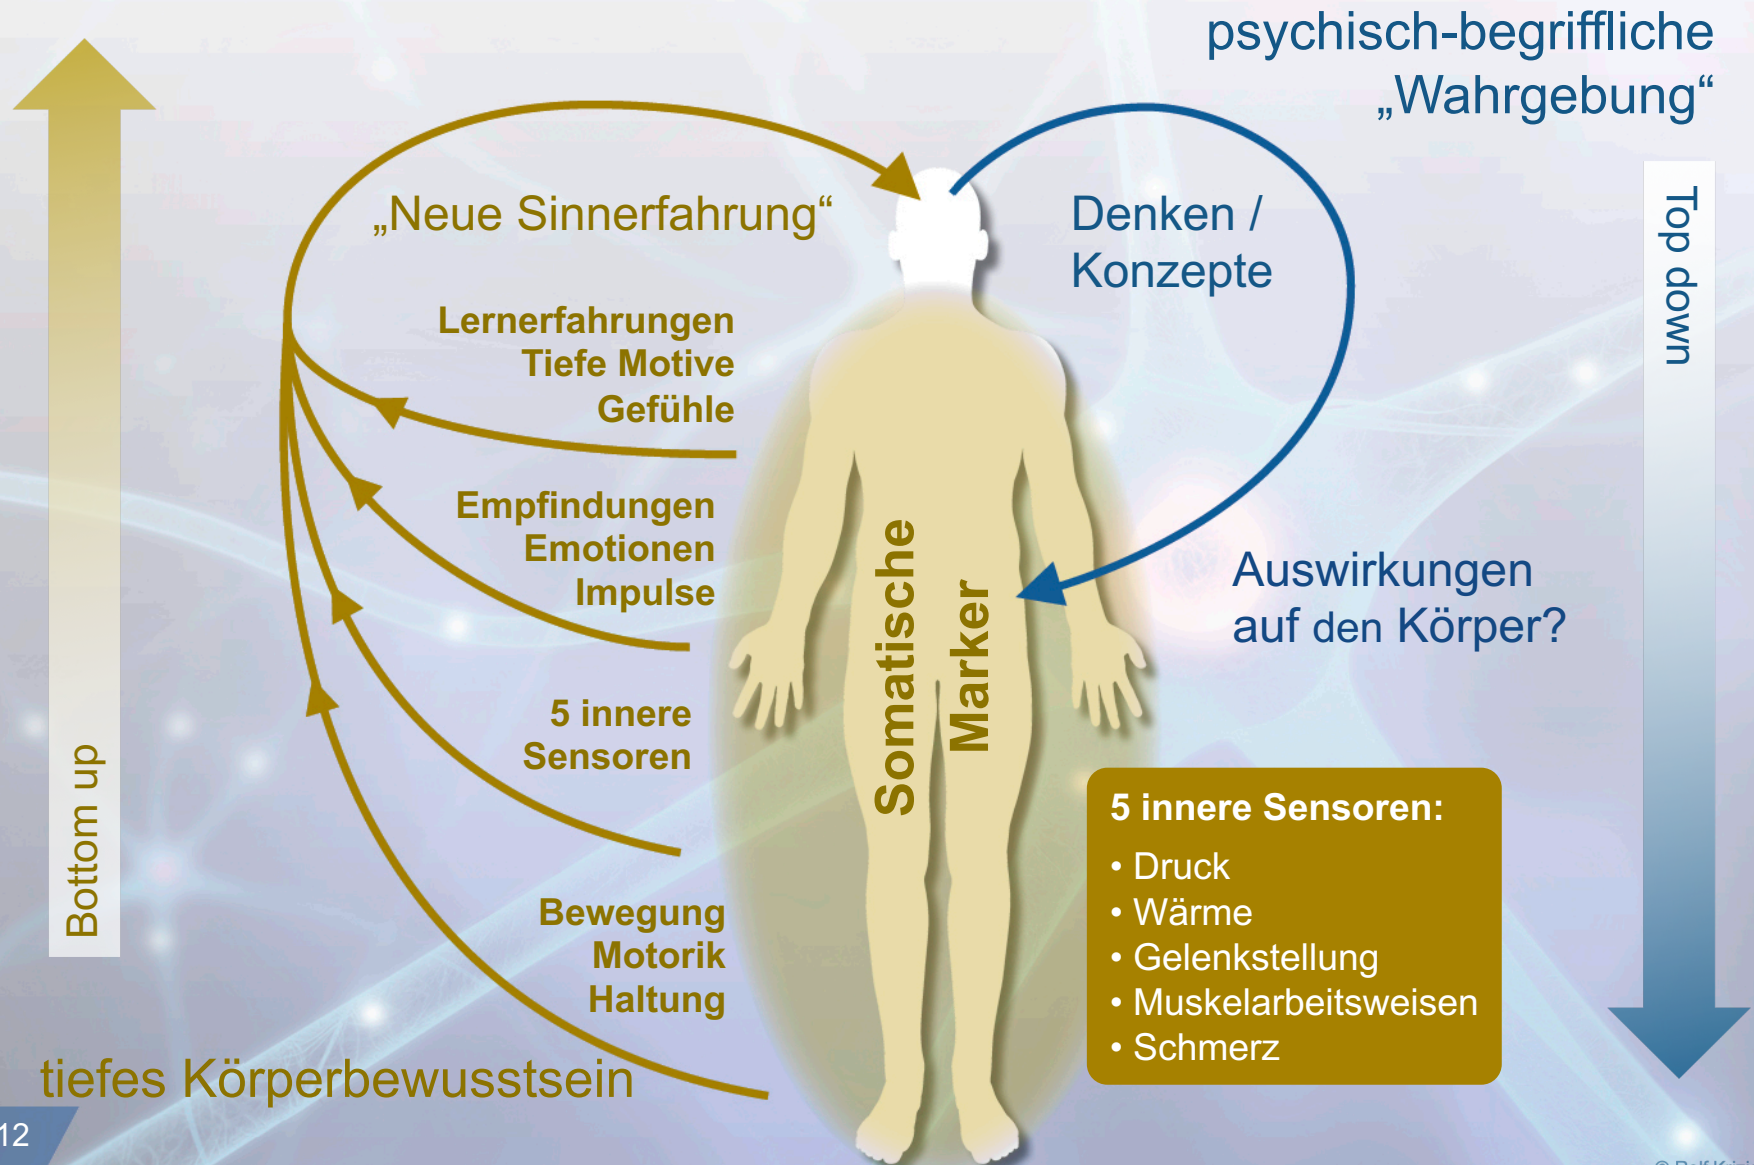 psychisch-begriffliche
„Wahrgebung“
„Neue Sinnerfahrung“
Denken /
Konzepte
Top down
Lernerfahrungen
Tiefe Motive
Gefühle
Empfindungen
Emotionen
Impulse
Somatische
Marker
Auswirkungen
auf den Körper?
5 innere
Sensoren
Bottom up
5 innere Sensoren:
• Druck
• Wärme
• Gelenkstellung
• Muskelarbeitsweisen
• Schmerz
Bewegung
Motorik
Haltung
tiefes Körperbewusstsein
12